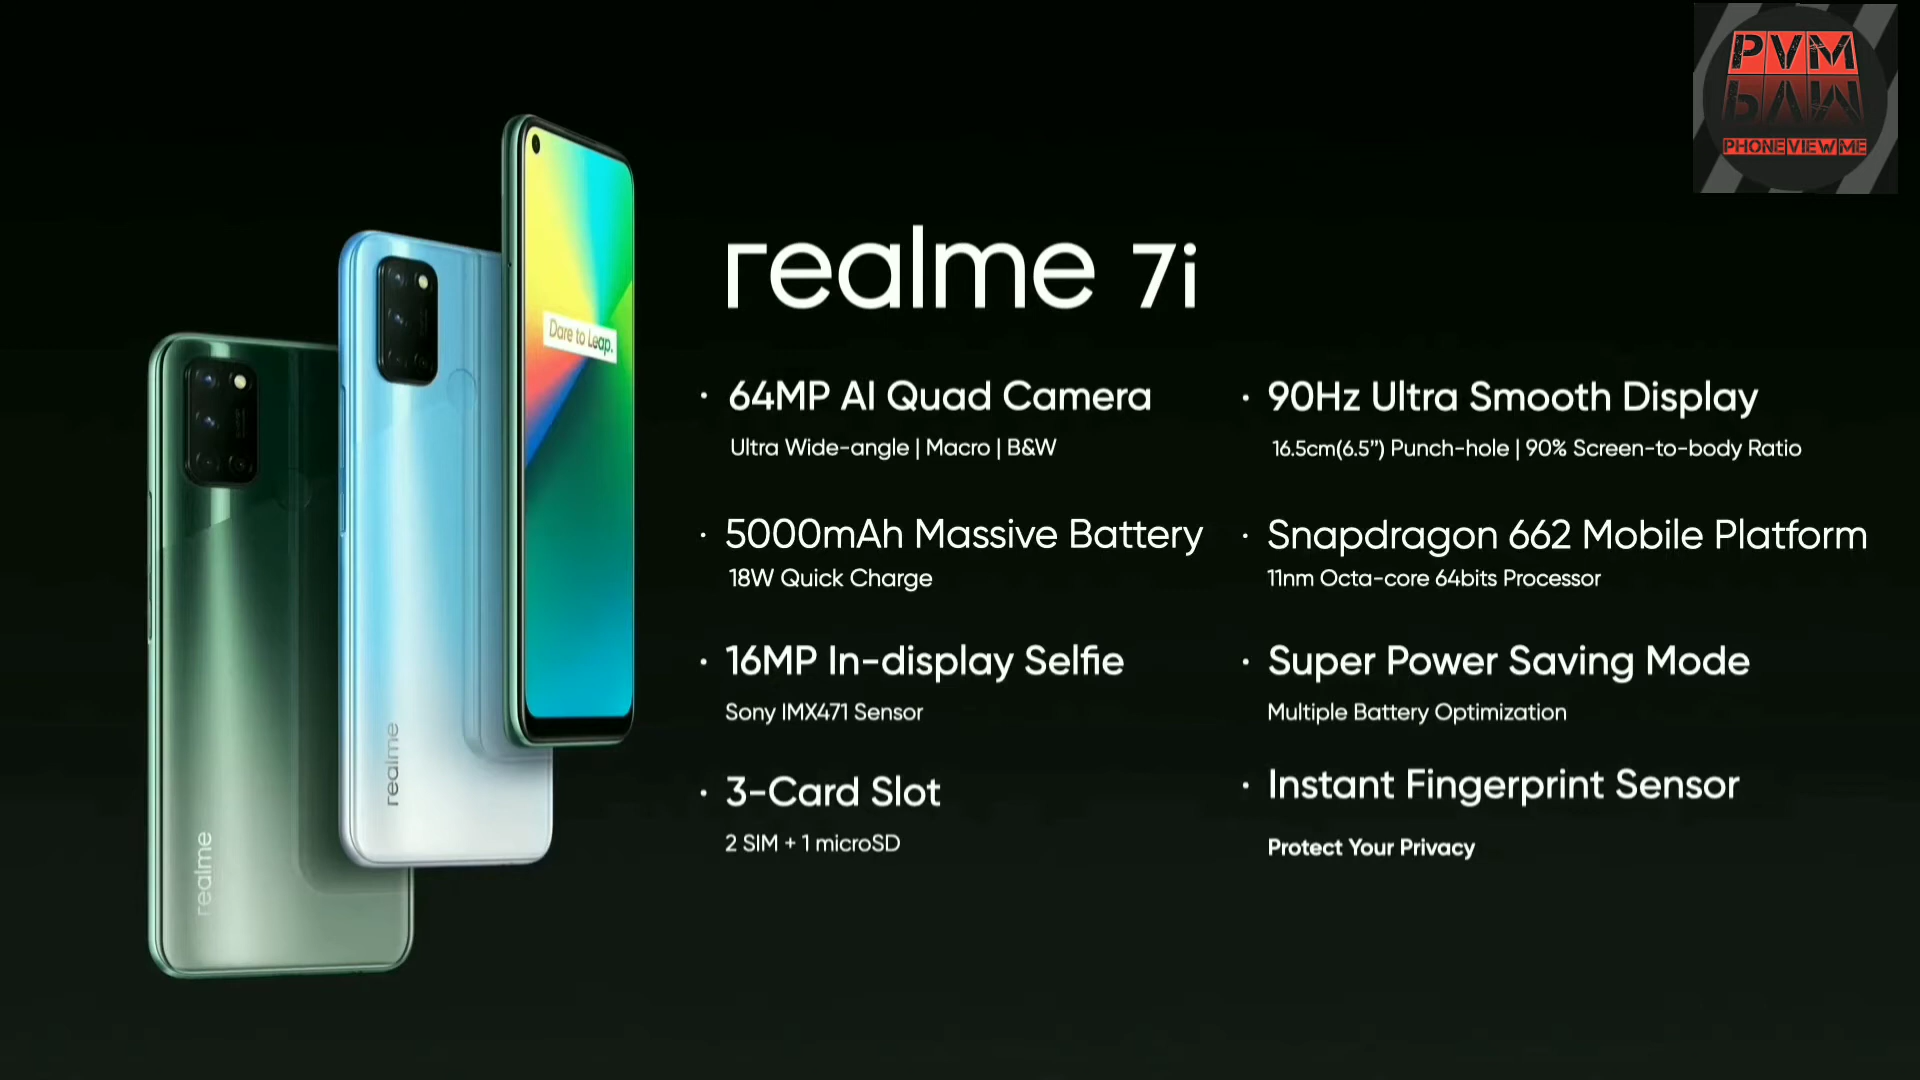 PVM
PHONEVIEWME
Dare to Leap.
realme
realme
realme 7i
· 64MP AI Quad Camera
Ultra Wide-angle | Macro | B&W
· 5000mAh Massive Battery
18W Quick Charge
· 16MP In-display Selfie
Sony IMX471 Sensor
· 3-Card Slot
2 SIM + 1 microSD
· 90Hz Ultra Smooth Display
16.5cm(6.5”) Punch-hole | 90% Screen-to-body Ratio
· Snapdragon 662 Mobile Platform
11nm Octa-core 64bits Processor
· Super Power Saving Mode
Multiple Battery Optimization
· Instant Fingerprint Sensor
Protect Your Privacy